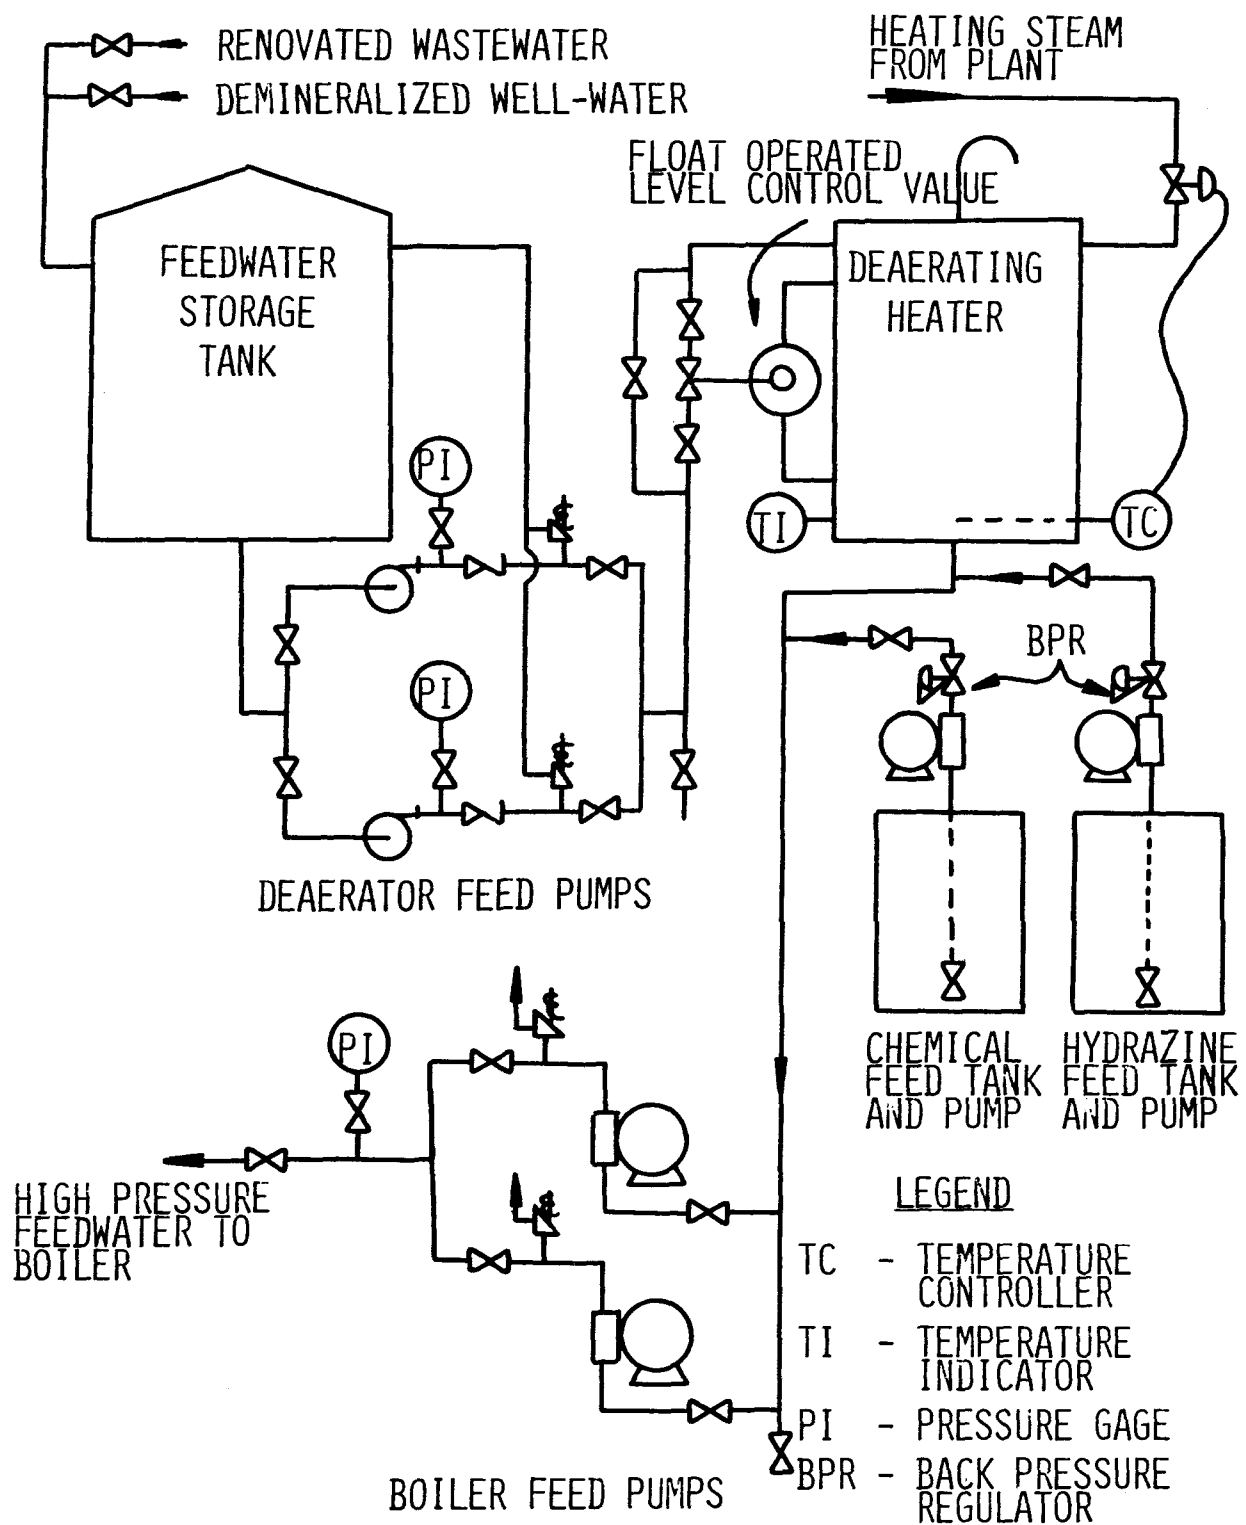 RENOVATED WASTEWATER
DEMINERALIZED WELL-WATER
HEATING STEAM
FROM PLANT
FLOAT OPERATED
LEVEL CONTROL VALUE
FEEDWATER
STORAGE
TANK
DEAERATING
HEATER
PI
TI
TC
BPR
PI
DEAERATOR FEED PUMPS
PI
CHEMICAL
FEED TANK
AND PUMP
HYDRAZINE
FEED TANK
AND PUMP
HIGH PRESSURE
FEEDWATER TO
BOILER
BOILER FEED PUMPS
LEGEND
TC - TEMPERATURE
CONTROLLER
TI - TEMPERATURE
INDICATOR
PI - PRESSURE GAGE
BPR - BACK PRESSURE
REGULATOR